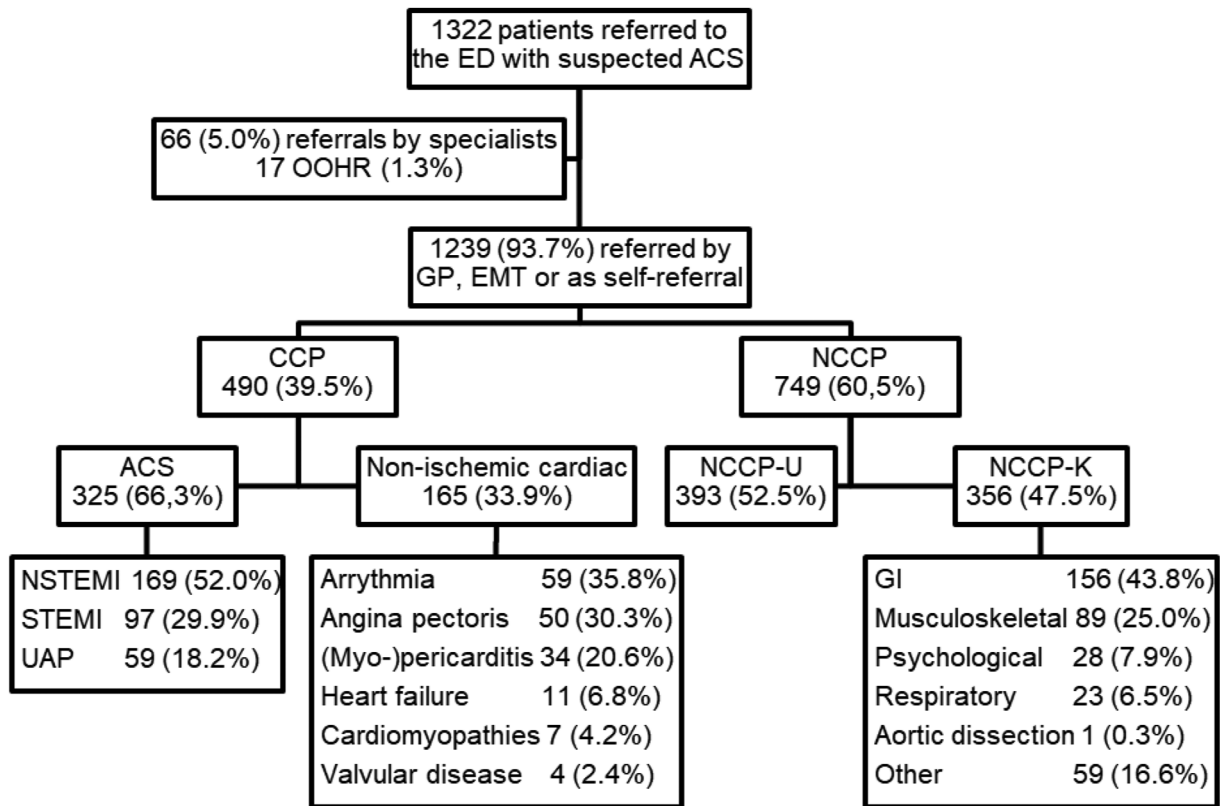 1322 patients referred to
the ED with suspected ACS
66 (5.0%) referrals by specialists
17 OOHR (1.3%)
1239 (93.7%) referred by
GP, EMT or as self-referral
CCP
490 (39.5%)
NCCP
749 (60,5%)
ACS
325 (66,3%)
Non-ischemic cardiac
165 (33.9%)
NCCP-U
393 (52.5%)
NCCP-K
356 (47.5%)
NSTEMI 169 (52.0%)
STEMI 97 (29.9%)
UAP 59 (18.2%)
Arrythmia 59 (35.8%)
Angina pectoris 50 (30.3%)
(Myo-)pericarditis 34 (20.6%)
Heart failure 11 (6.8%)
Cardiomyopathies 7 (4.2%)
Valvular disease 4 (2.4%)
GI 156 (43.8%)
Musculoskeletal 89 (25.0%)
Psychological 28 (7.9%)
Respiratory 23 (6.5%)
Aortic dissection 1 (0.3%)
Other 59 (16.6%)